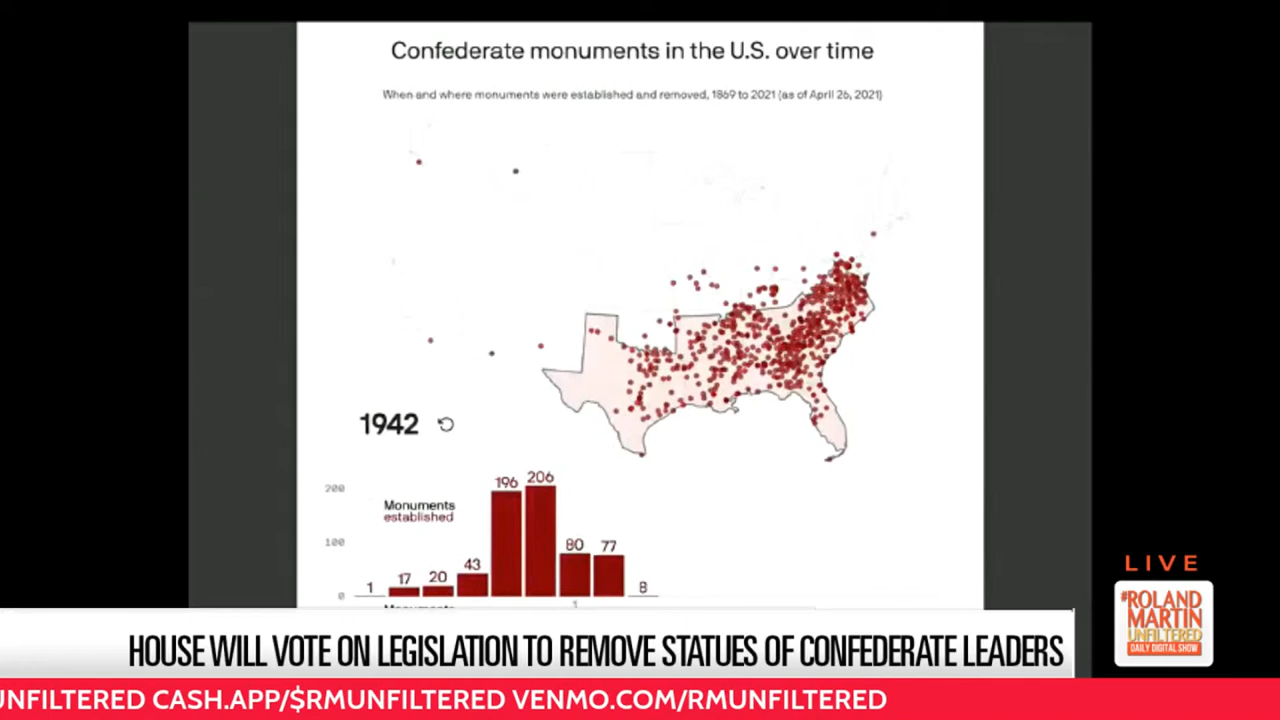 Confederate monuments in the U.S. over time
When and where monuments were established and removed, 1869 to 2021 (as of April 26, 2021)
1942
200
100
0
Monuments
established
1
17
20
43
196
206
80
77
8
1
LIVE
#ROLAND
MARTIN
UNFILTERED
DAILY DIGITAL SHOW
HOUSE WILL VOTE ON LEGISLATION TO REMOVE STATUES OF CONFEDERATE LEADERS
UNFILTERED CASH.APP/$RMUNFILTERED VENMO.COM/RMUNFILTERED